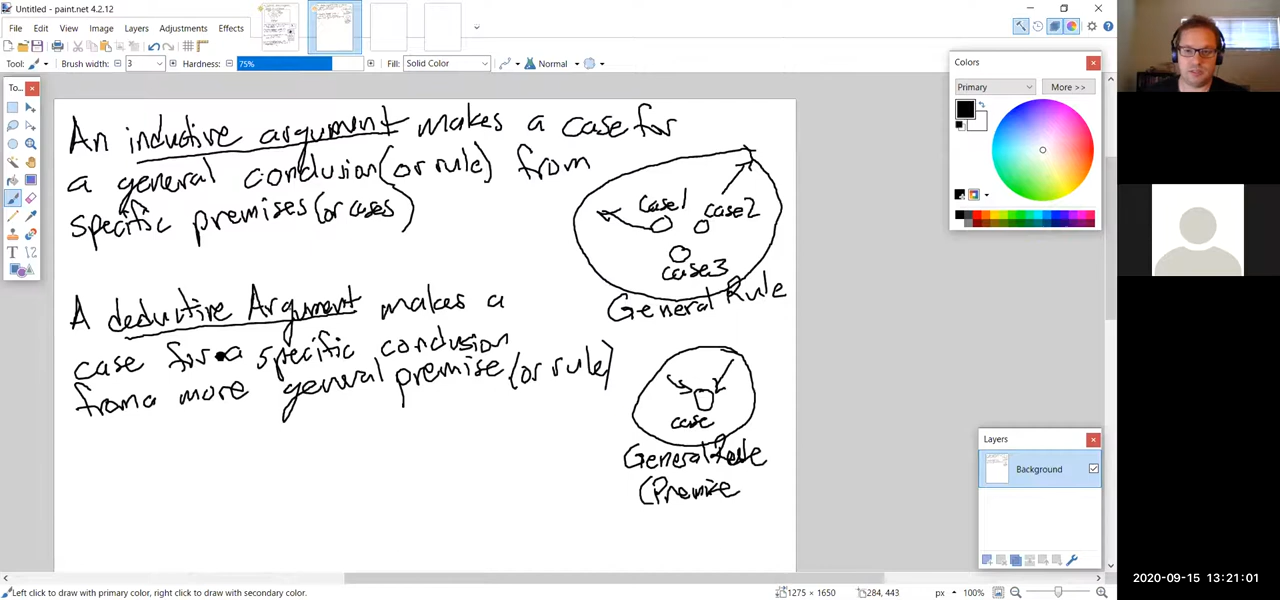 Untitled - paint.net 4.2.12
File Edit View Image Layers Adjustments Effects
Tool: Brush width: 3 Hardness: 75% Fill: Solid Color Normal
To...
An inductive argument makes a case for
a general conclusion (or rule) from
specific premises (or cases)
case1
case2
case3
General Rule
A deductive Argument makes a
case for a specific conclusion
from a more general premise (or rule)
case
General Rule
(Premise
Colors
Primary
More >>
Layers
Background
Left click to draw with primary color, right click to draw with secondary color.
1275 × 1650
284, 443
px
100%
2020-09-15 13:21:01